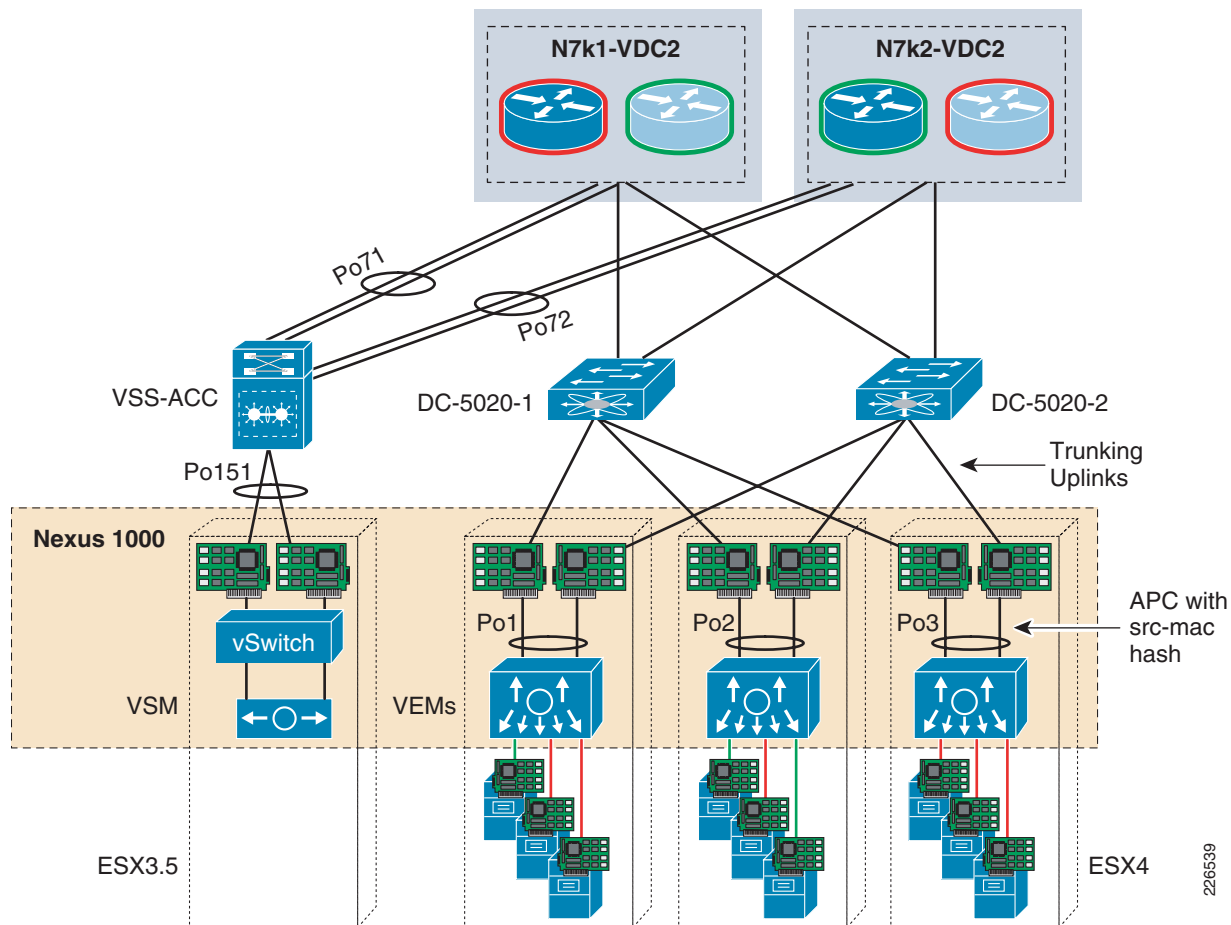 N7k1-VDC2
N7k2-VDC2
Po71
Po72
VSS-ACC
DC-5020-1
DC-5020-2
Po151
Trunking
Uplinks
Nexus 1000
Po1
Po2
Po3
APC with
src-mac
hash
vSwitch
VSM
VEMs
ESX3.5
ESX4
226539